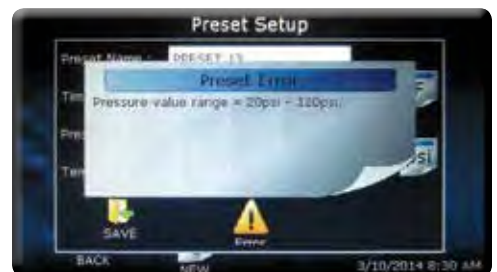 Preset Setup
Preset Name : PRESET 13
Preset Error
Pressure value range = 20psi - 120psi.
SAVE
Error
BACK
NEW
3/10/2014 8:30 AM